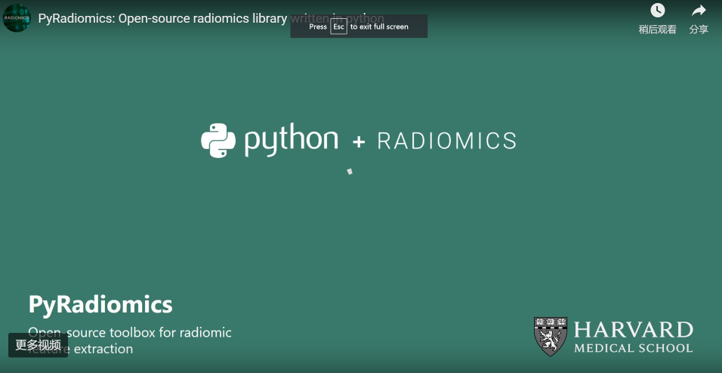 RADIOMICS
PyRadiomics: Open-source radiomics library written in python
Press Esc to exit full screen
稍后观看
分享
python + RADIOMICS
PyRadiomics
Open-source toolbox for radiomic
feature extraction
更多视频
HARVARD
MEDICAL SCHOOL